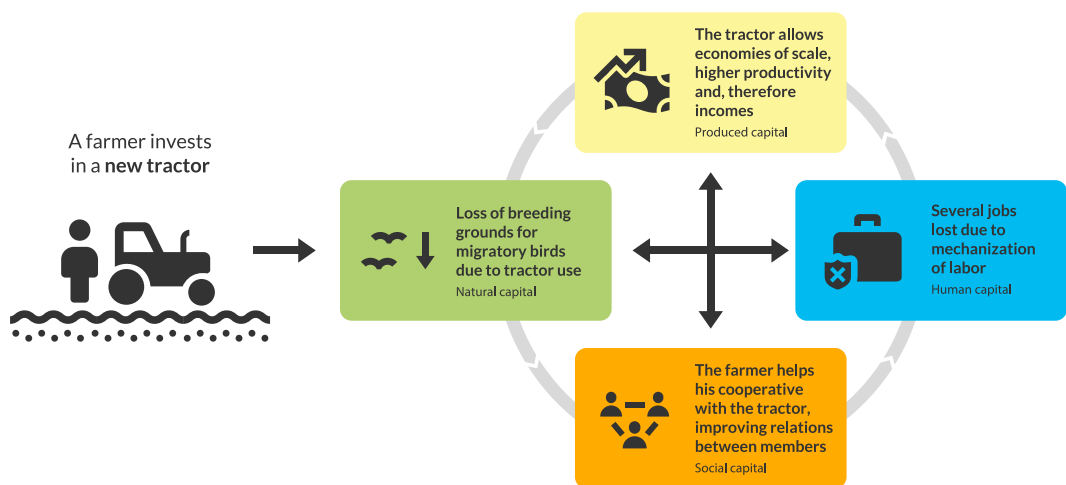 A farmer invests
in a new tractor
The tractor allows
economies of scale,
higher productivity
and, therefore
incomes
Produced capital
Loss of breeding
grounds for
migratory birds
due to tractor use
Natural capital
Several jobs
lost due to
mechanization
of labor
Human capital
The farmer helps
his cooperative
with the tractor,
improving relations
between members
Social capital